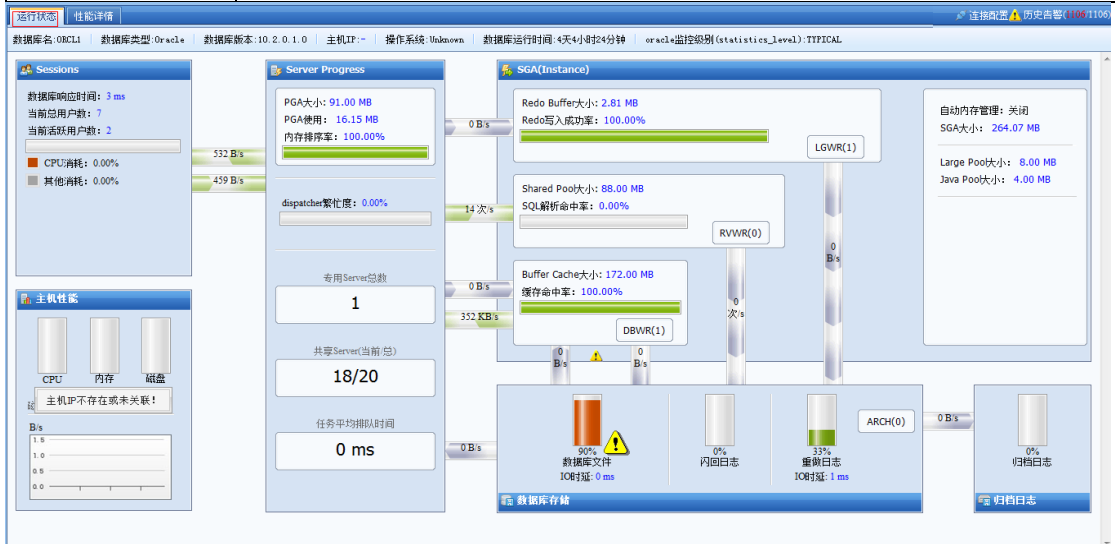 运行状态 性能详情 连接配置 历史告警(1106/1106)
数据库名:ORCL1 数据库类型:Oracle 数据库版本:10.2.0.1.0 主机IP:- 操作系统:Unknown 数据库运行时间:4天4小时24分钟 oracle监控级别(statistics_level):TYPICAL
Sessions
数据库响应时间: 3 ms
当前总用户数: 7
当前活跃用户数: 2
CPU消耗: 0.00%
其他消耗: 0.00%
532 B/s
459 B/s
主机性能
CPU 内存 磁盘
主机IP不存在或未关联!
B/s
1.5
1.0
0.5
0.0
Server Progress
PGA大小: 91.00 MB
PGA使用: 16.15 MB
内存排序率: 100.00%
dispatcher繁忙度: 0.00%
专用Server总数
1
共享Server(当前/总)
18/20
任务平均排队时间
0 ms
0 B/s
14 次/s
0 B/s
352 KB/s
0 B/s
SGA(Instance)
Redo Buffer大小: 2.81 MB
Redo写入成功率: 100.00%
LGWR(1)
Shared Pool大小: 88.00 MB
SQL解析命中率: 0.00%
RVWR(0)
Buffer Cache大小: 172.00 MB
缓存命中率: 100.00%
DBWR(1)
0
B/s
0
B/s
0
次/s
0
B/s
自动内存管理: 关闭
SGA大小: 264.07 MB
Large Pool大小: 8.00 MB
Java Pool大小: 4.00 MB
90%
数据库文件
IO时延: 0 ms
0%
闪回日志
33%
重做日志
IO时延: 1 ms
ARCH(0)
数据库存储
0 B/s
0%
归档日志
归档日志